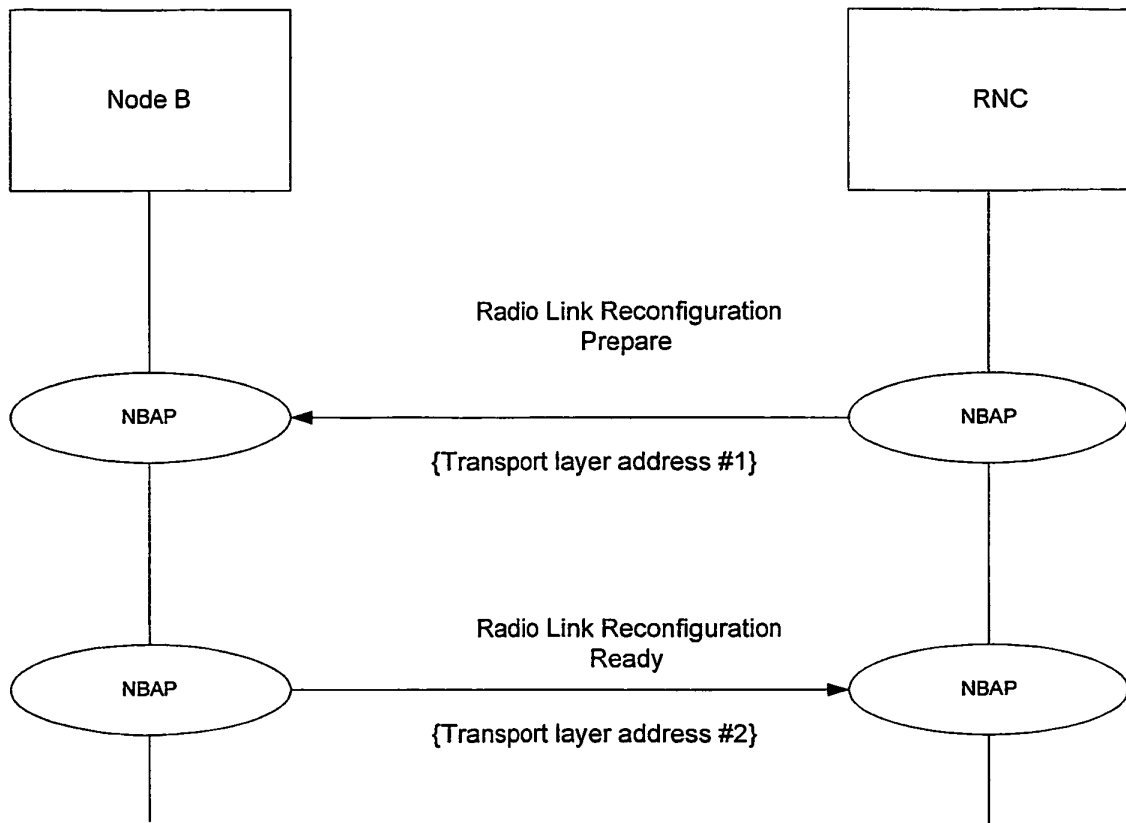 Node B
RNC
Radio Link Reconfiguration
Prepare
NBAP
NBAP
{Transport layer address #1}
Radio Link Reconfiguration
Ready
NBAP
NBAP
{Transport layer address #2}